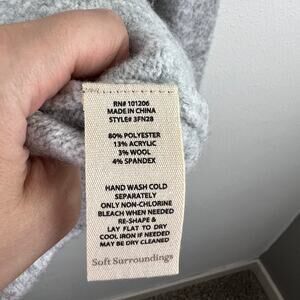 RN# 101206
MADE IN CHINA
STYLE# 3FN28
80% POLYESTER
13% ACRYLIC
3% WOOL
4% SPANDEX
HAND WASH COLD
SEPARATELY
ONLY NON-CHLORINE
BLEACH WHEN NEEDED
RE-SHAPE &
LAY FLAT TO DRY
COOL IRON IF NEEDED
MAY BE DRY CLEANED
Soft Surroundings